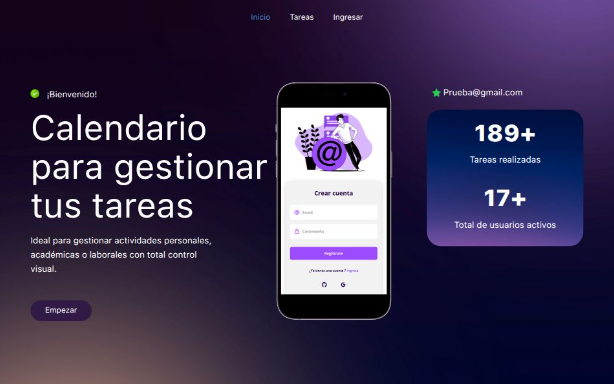 Inicio Tareas Ingresar
¡Bienvenido!
Calendario
para gestionar
tus tareas
Ideal para gestionar actividades personales,
académicas o laborales con total control
visual.
Empezar
@
Crear cuenta
Email
Contraseña
Registrate
¿Ya tienes una cuenta? Ingresa
Prueba@gmail.com
189+
Tareas realizadas
17+
Total de usuarios activos